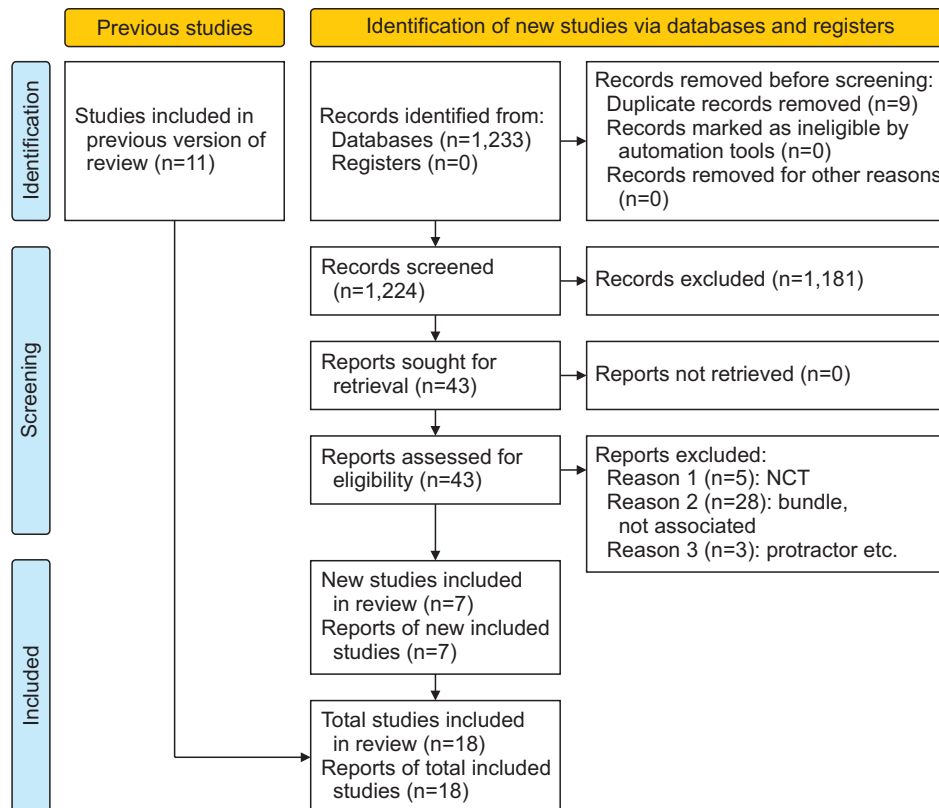 Previous studies
Identification of new studies via databases and registers
Identification
Studies included in
previous version of
review (n=11)
Records identified from:
Databases (n=1,233)
Registers (n=0)
Records removed before screening:
Duplicate records removed (n=9)
Records marked as ineligible by
automation tools (n=0)
Records removed for other reasons
(n=0)
Screening
Records screened
(n=1,224)
Records excluded (n=1,181)
Reports sought for
retrieval (n=43)
Reports not retrieved (n=0)
Reports assessed for
eligibility (n=43)
Reports excluded:
Reason 1 (n=5): NCT
Reason 2 (n=28): bundle,
not associated
Reason 3 (n=3): protractor etc.
Included
New studies included
in review (n=7)
Reports of new included
studies (n=7)
Total studies included
in review (n=18)
Reports of total included
studies (n=18)